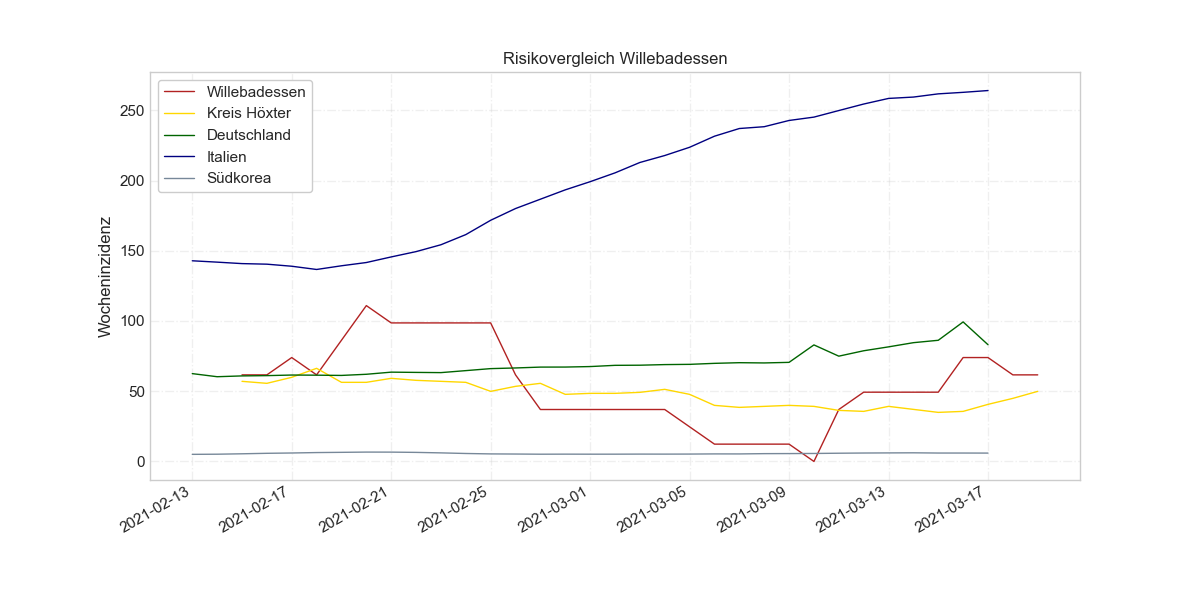 Risikovergleich Willebadessen
Willebadessen
Kreis Höxter
Deutschland
Italien
Südkorea
Wocheninzidenz
250
200
150
100
50
0
2021-02-13
2021-02-17
2021-02-21
2021-02-25
2021-03-01
2021-03-05
2021-03-09
2021-03-13
2021-03-17